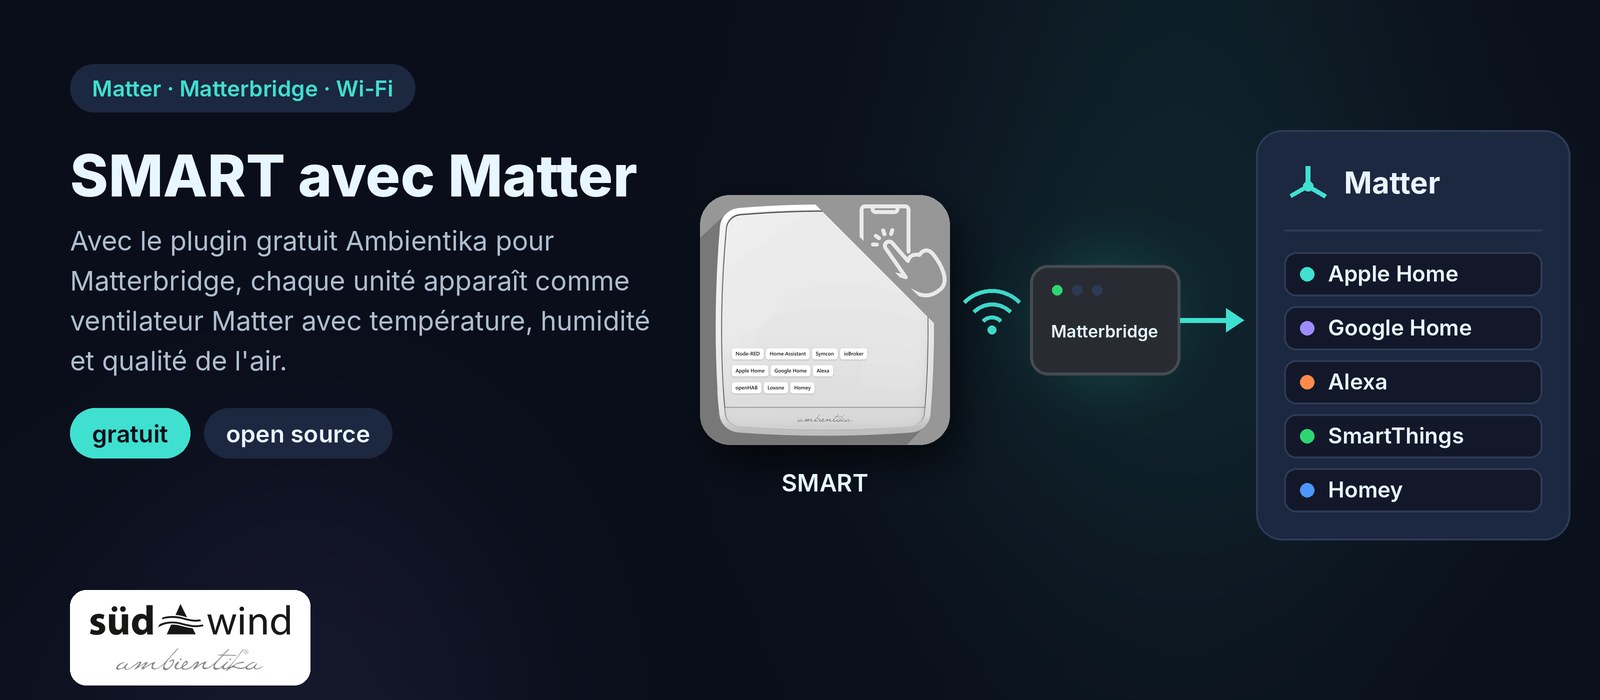 Matter · Matterbridge · Wi-Fi
SMART avec Matter
Avec le plugin gratuit Ambientika pour
Matterbridge, chaque unité apparaît comme
ventilateur Matter avec température, humidité
et qualité de l'air.
gratuit
open source
Node-RED Home Assistant Symcon ioBroker
Apple Home Google Home Alexa
openHAB Loxone Homey
ambientika
SMART
Matterbridge
Matter
Apple Home
Google Home
Alexa
SmartThings
Homey
süd wind
ambientika®